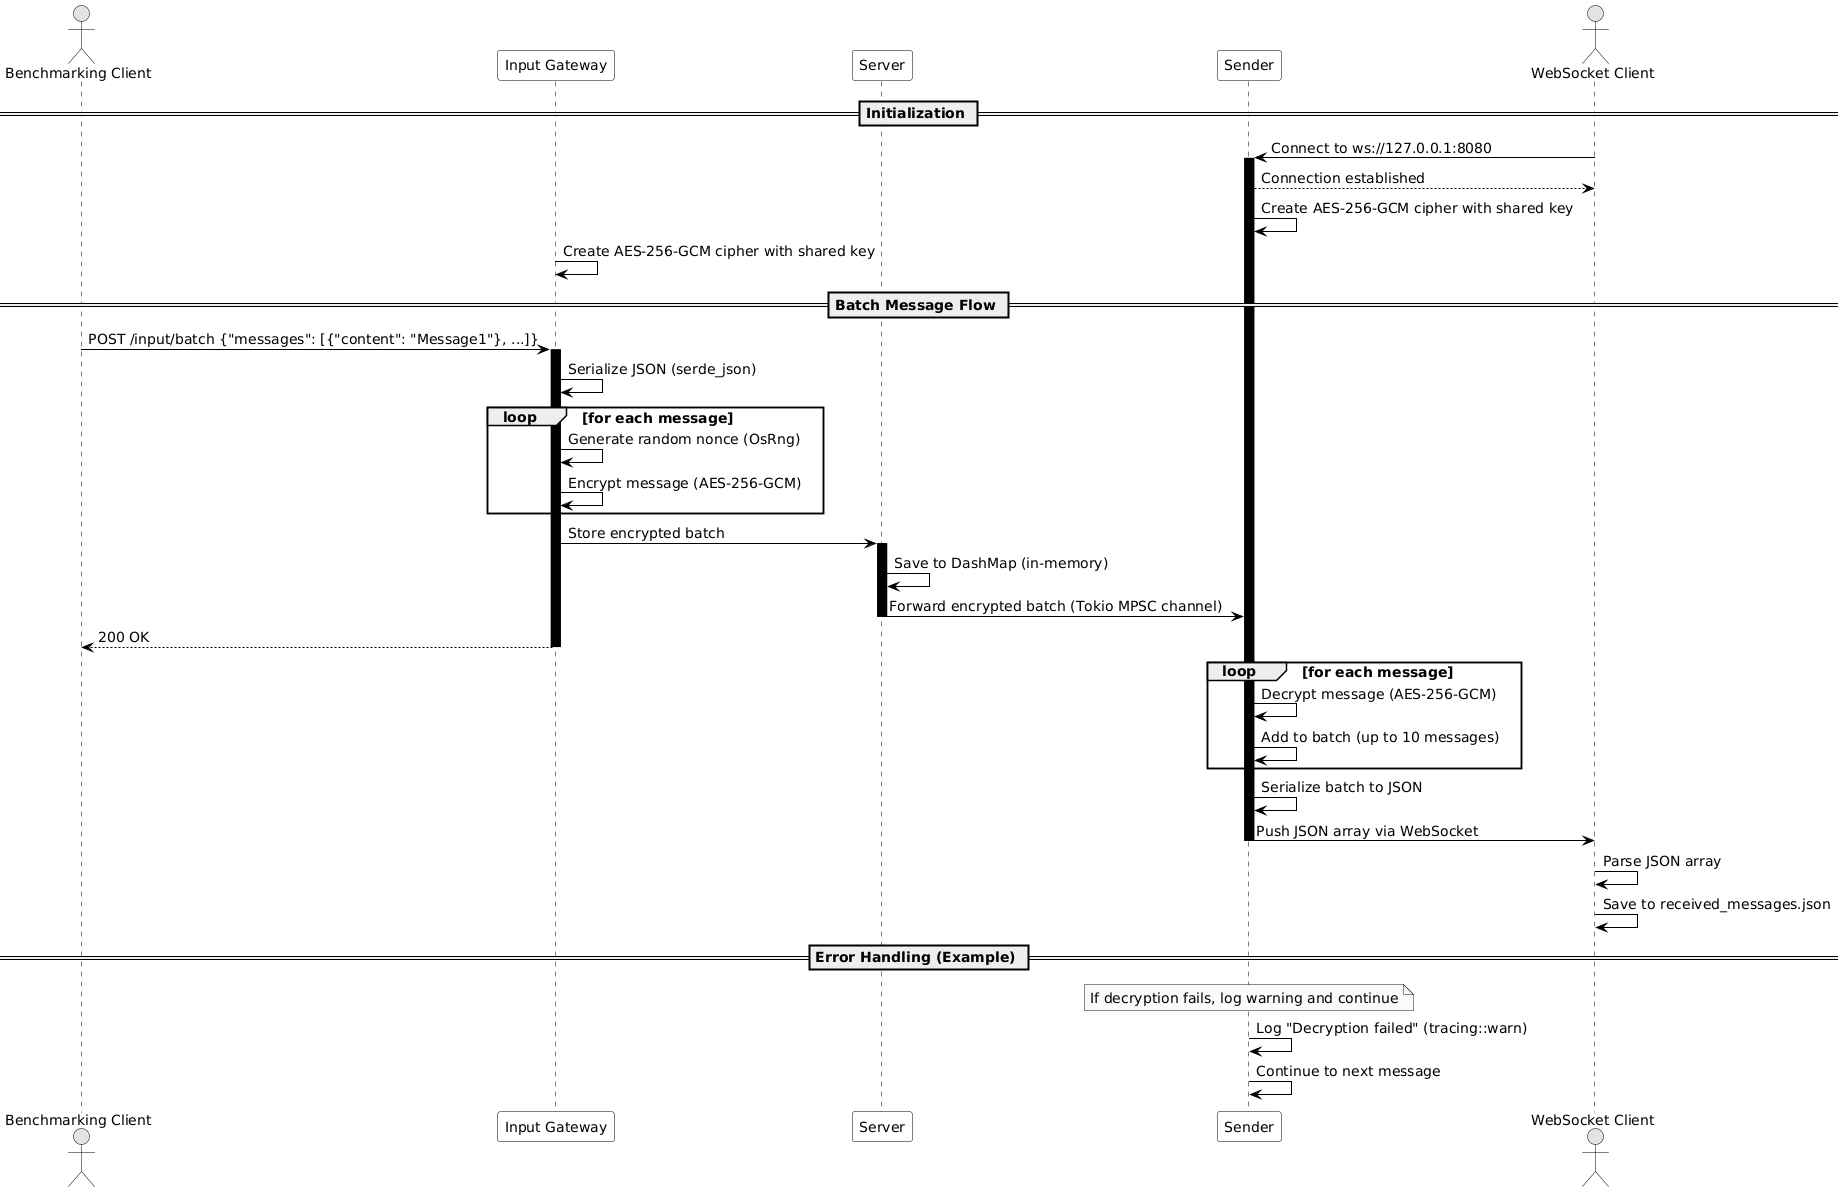 Benchmarking Client
Input Gateway
Server
Sender
WebSocket Client
Initialization
Connect to ws://127.0.0.1:8080
Connection established
Create AES-256-GCM cipher with shared key
Create AES-256-GCM cipher with shared key
Batch Message Flow
POST /input/batch {"messages": [{"content": "Message1"}, ...]}
Serialize JSON (serde_json)
loop
[for each message]
Generate random nonce (OsRng)
Encrypt message (AES-256-GCM)
Store encrypted batch
Save to DashMap (in-memory)
Forward encrypted batch (Tokio MPSC channel)
200 OK
loop
[for each message]
Decrypt message (AES-256-GCM)
Add to batch (up to 10 messages)
Serialize batch to JSON
Push JSON array via WebSocket
Parse JSON array
Save to received_messages.json
Error Handling (Example)
If decryption fails, log warning and continue
Log "Decryption failed" (tracing::warn)
Continue to next message
Benchmarking Client
Input Gateway
Server
Sender
WebSocket Client